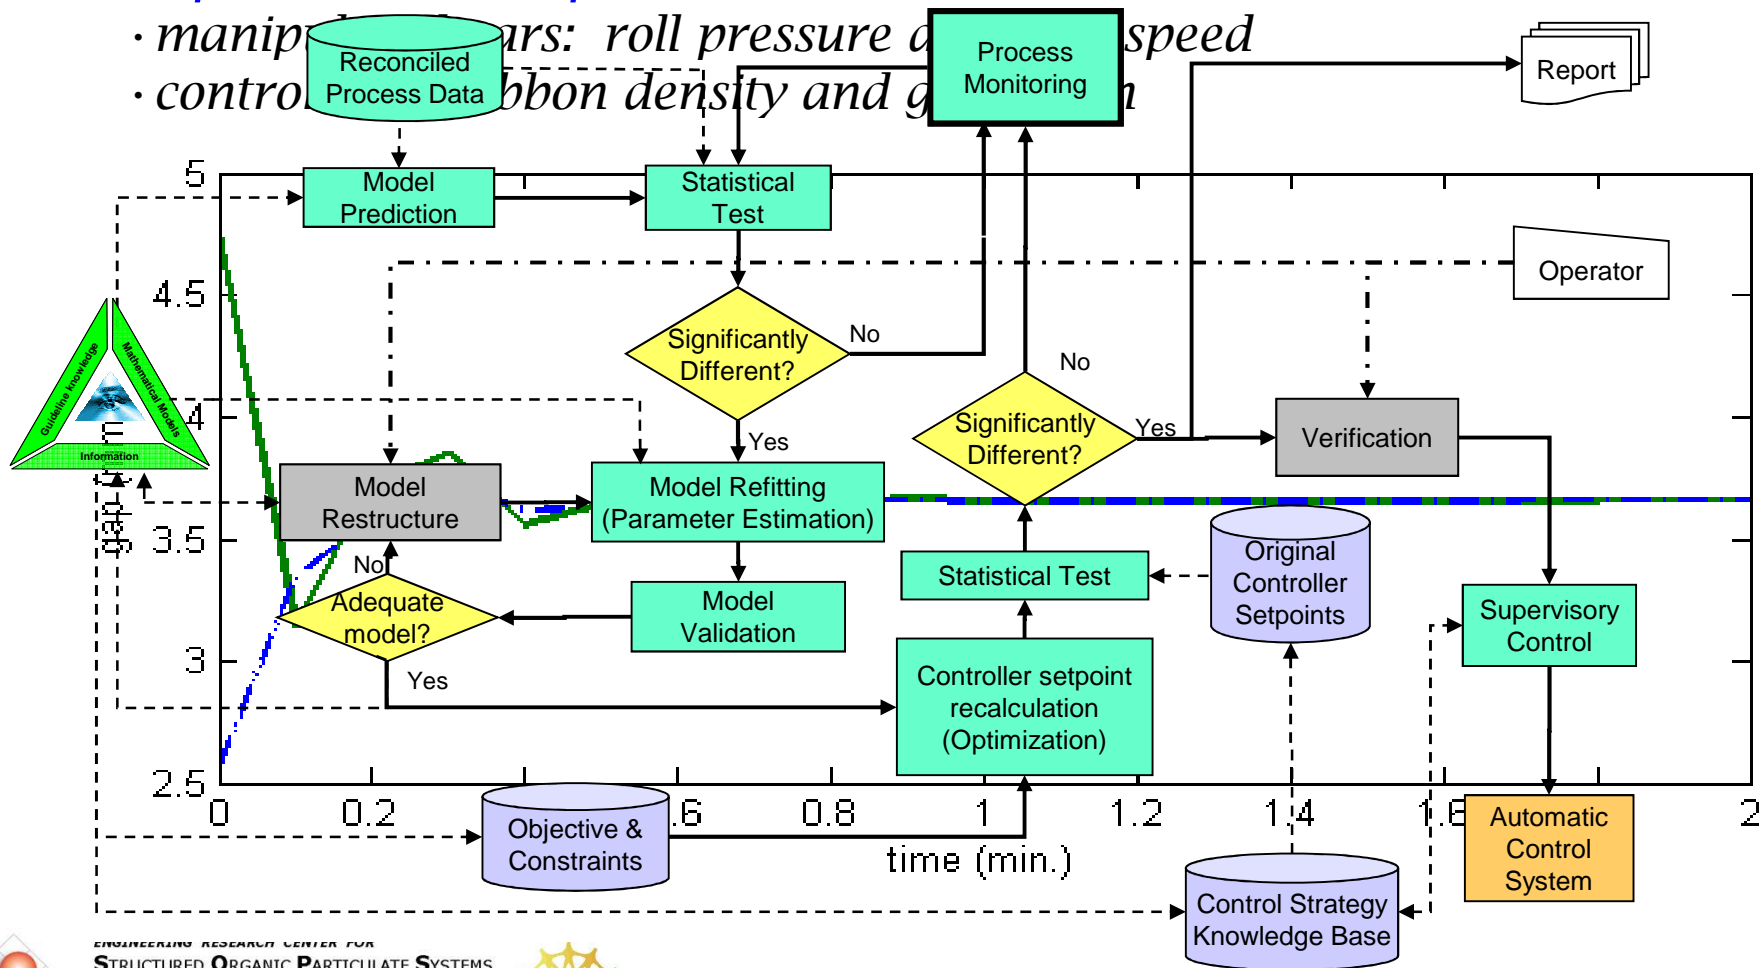 · manip ars: roll pressure a speed
· contro bbon density and g n
Reconciled
Process Data
Process
Monitoring
Report
Model
Prediction
Statistical
Test
Operator
Significantly
Different?
No
Yes
No
Significantly
Different?
Yes
Verification
Guideline knowledge
Mathematical Models
Information
Model
Restructure
Model Refitting
(Parameter Estimation)
No
Adequate
model?
Yes
Model
Validation
Statistical Test
Original
Controller
Setpoints
Supervisory
Control
Controller setpoint
recalculation
(Optimization)
Objective &
Constraints
Control Strategy
Knowledge Base
Automatic
Control
System
5
4.5
4
3.5
3
2.5
gap
0 0.2 .6 0.8 1 1.2 1.4 1.6 2
time (min.)
ENGINEERING RESEARCH CENTER FOR
STRUCTURED ORGANIC PARTICULATE SYSTEMS